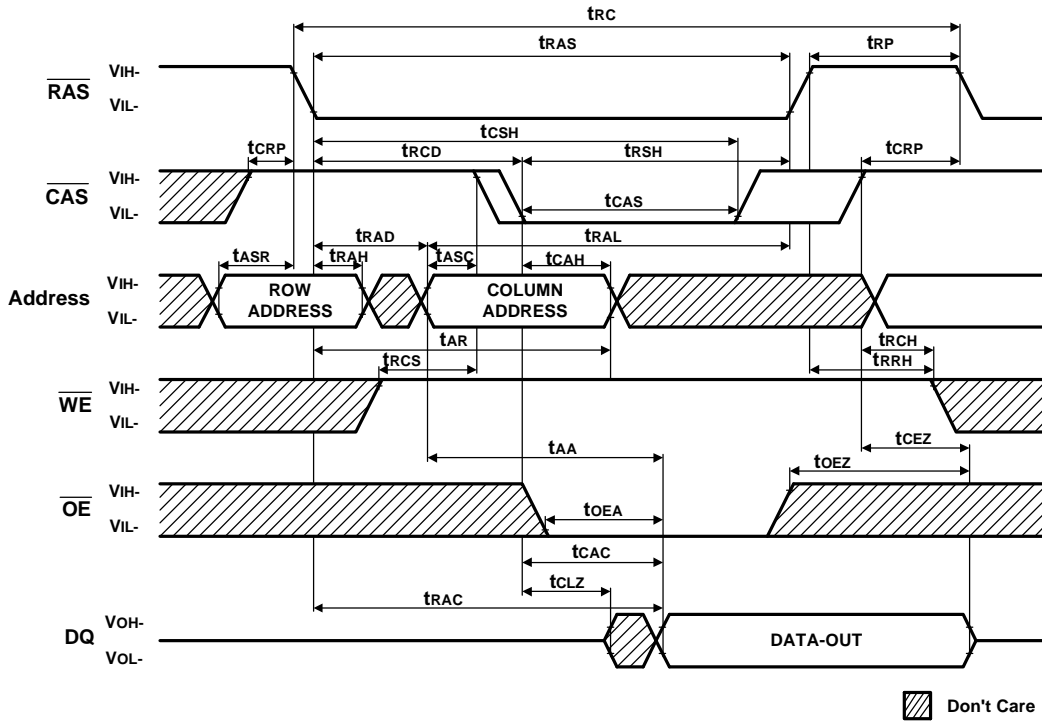 tRC
tRAS
tRP
RAS
VIH-
VIL-
tCSH
tCRP
tRCD
tRSH
tCRP
CAS
VIH-
VIL-
tCAS
tRAD
tRAL
tASR
tRAH
tASC
tCAH
Address
VIH-
VIL-
ROW
ADDRESS
COLUMN
ADDRESS
tAR
tRCH
tRCS
tRRH
WE
VIH-
VIL-
tCEZ
tAA
tOEZ
OE
VIH-
VIL-
tOEA
tCAC
tCLZ
tRAC
DQ
VOH-
VOL-
DATA-OUT
Don't Care